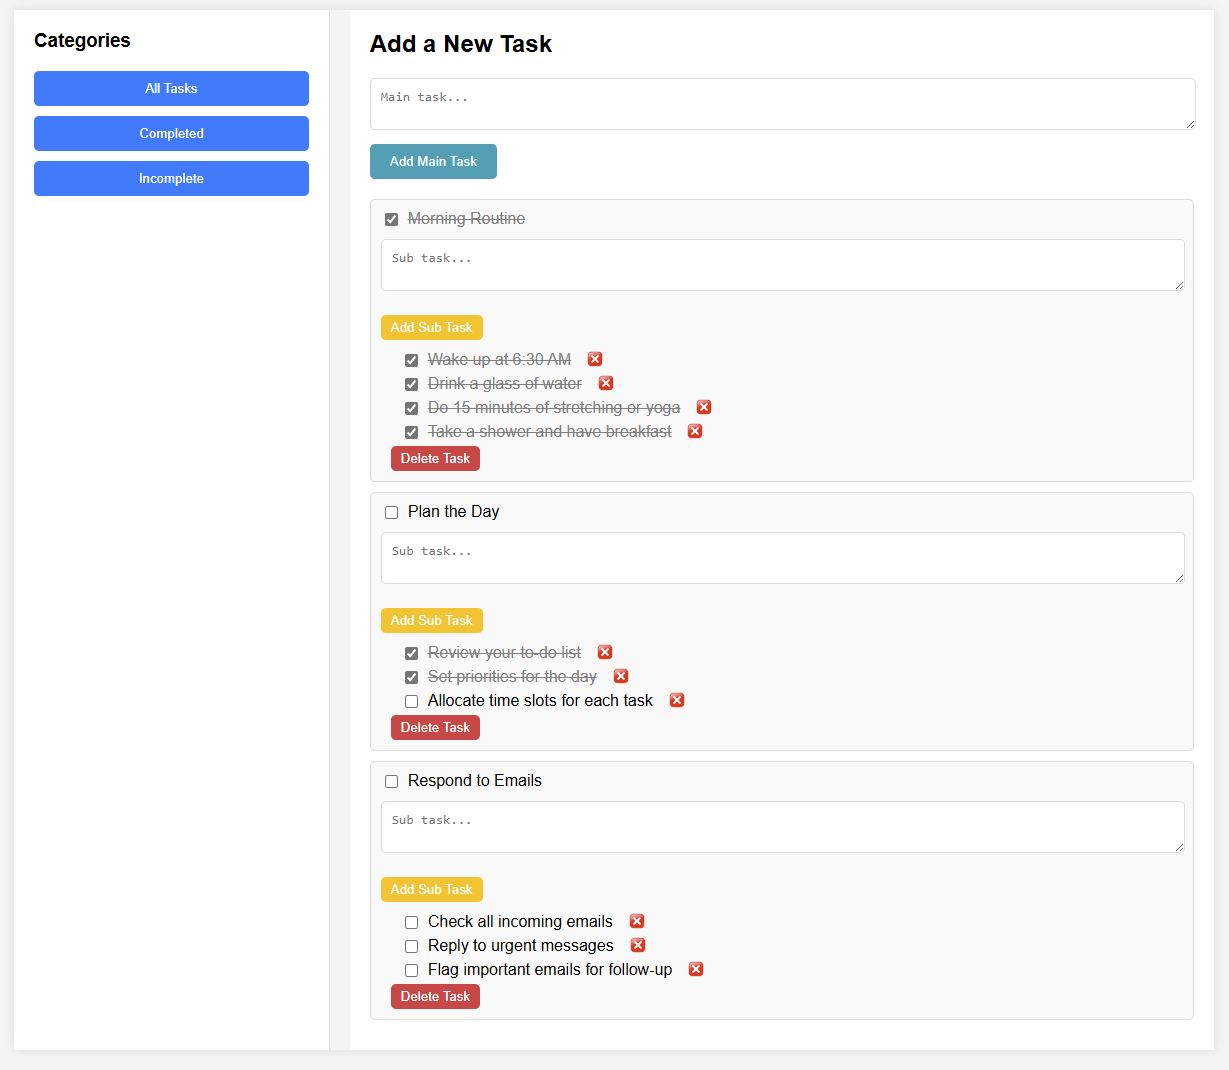 Categories
All Tasks
Completed
Incomplete
Add a New Task
Main task...
Add Main Task
Morning Routine
Sub task...
Add Sub Task
Wake up at 6:30 AM
Drink a glass of water
Do 15 minutes of stretching or yoga
Take a shower and have breakfast
Delete Task
Plan the Day
Sub task...
Add Sub Task
Review your to-do list
Set priorities for the day
Allocate time slots for each task
Delete Task
Respond to Emails
Sub task...
Add Sub Task
Check all incoming emails
Reply to urgent messages
Flag important emails for follow-up
Delete Task